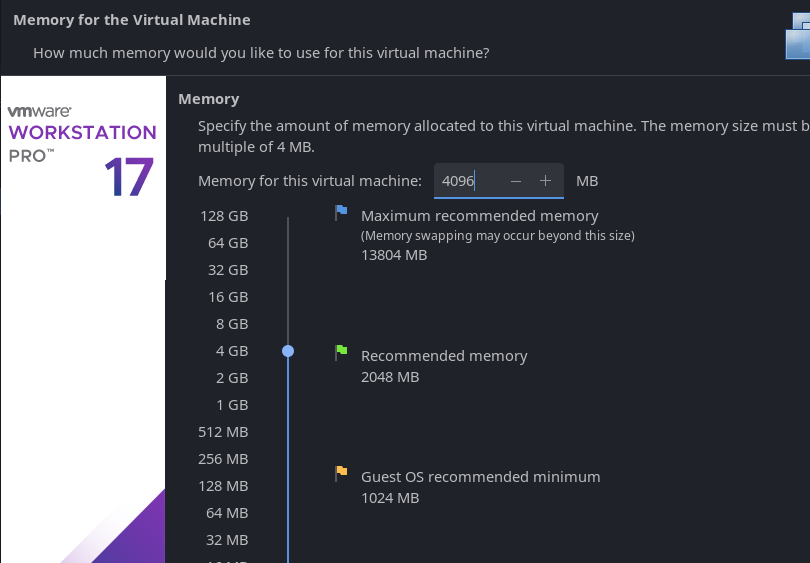 Memory for the Virtual Machine
How much memory would you like to use for this virtual machine?
vmware
WORKSTATION
PRO™
17
Memory
Specify the amount of memory allocated to this virtual machine. The memory size must b
multiple of 4 MB.
Memory for this virtual machine: 4096 − + MB
128 GB
64 GB
32 GB
16 GB
8 GB
4 GB
2 GB
1 GB
512 MB
256 MB
128 MB
64 MB
32 MB
Maximum recommended memory
(Memory swapping may occur beyond this size)
13804 MB
Recommended memory
2048 MB
Guest OS recommended minimum
1024 MB